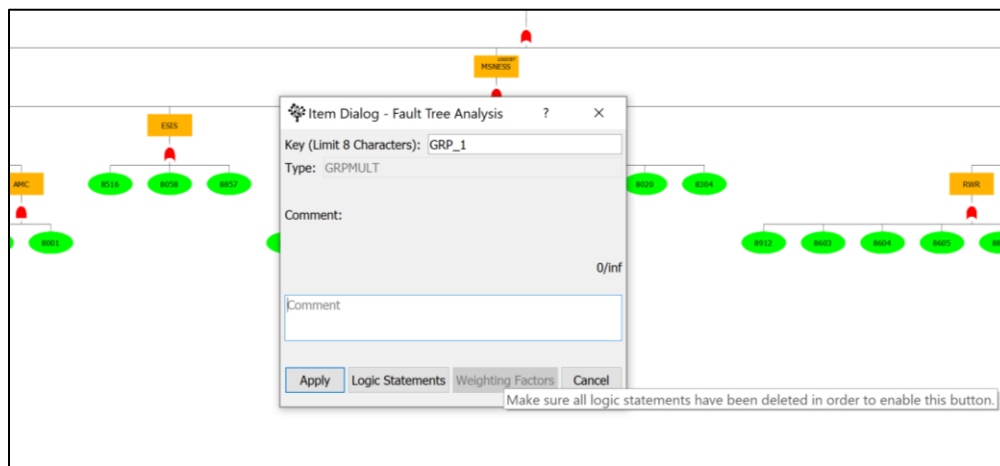 LOGICSET
MSNESS
Item Dialog - Fault Tree Analysis ? ×
ESIS
Key (Limit 8 Characters): GRP_1
Type: GRPMULT
AMC
8516
8058
8857
8020
8304
RWR
Comment:
8001
8912
8603
8604
8605
0/inf
Comment
Apply
Logic Statements
Weighting Factors
Cancel
Make sure all logic statements have been deleted in order to enable this button.